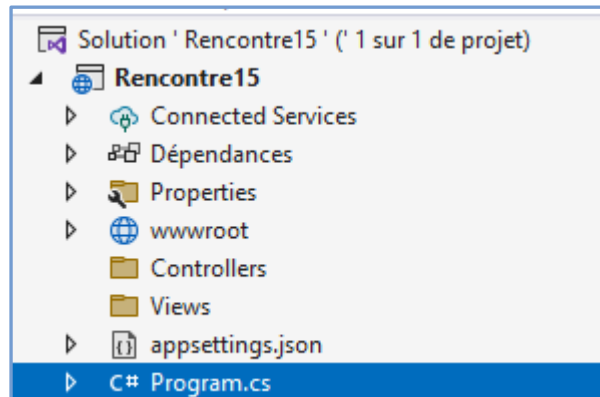 Solution ' Rencontre15 ' (' 1 sur 1 de projet)
Rencontre15
Connected Services
Dépendances
Properties
wwwroot
Controllers
Views
appsettings.json
C# Program.cs